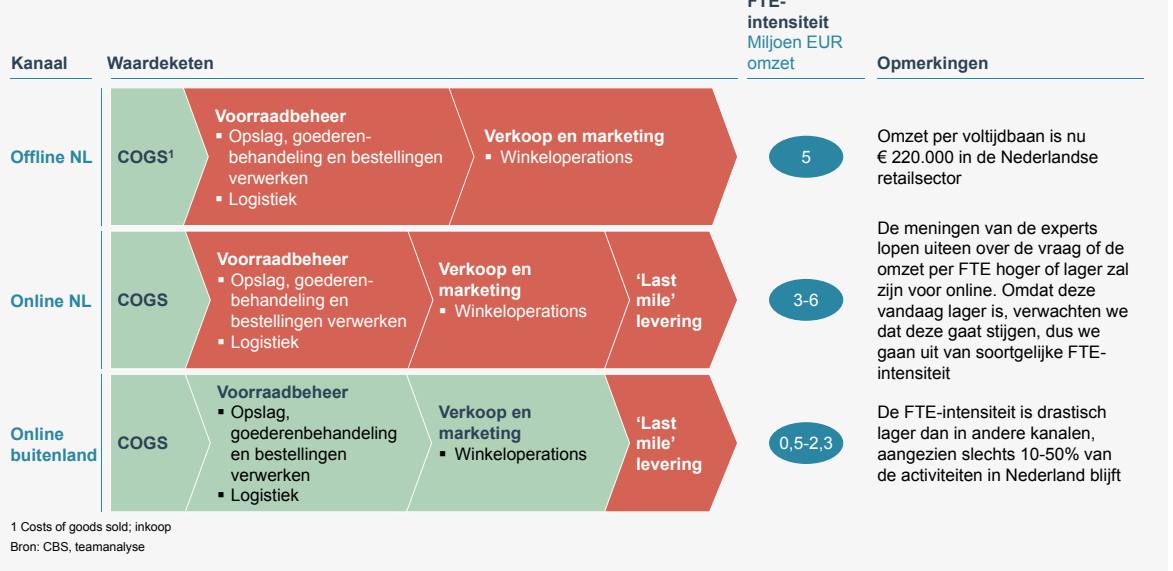 FTE-
intensiteit
Miljoen EUR
omzet
Kanaal
Waardeketen
Opmerkingen
Offline NL
COGS¹
Voorraadbeheer
▪ Opslag, goederen-
behandeling en bestellingen
verwerken
▪ Logistiek
Verkoop en marketing
▪ Winkeloperations
5
Omzet per voltijdbaan is nu
€ 220.000 in de Nederlandse
retailsector
Online NL
COGS
Voorraadbeheer
▪ Opslag, goederen-
behandeling en
bestellingen verwerken
▪ Logistiek
Verkoop en
marketing
▪ Winkeloperations
‘Last
mile’
levering
3-6
De meningen van de experts
lopen uiteen over de vraag of de
omzet per FTE hoger of lager zal
zijn voor online. Omdat deze
vandaag lager is, verwachten we
dat deze gaat stijgen, dus we
gaan uit van soortgelijke FTE-
intensiteit
Online
buitenland
COGS
Voorraadbeheer
▪ Opslag,
goederenbehandeling
en bestellingen
verwerken
▪ Logistiek
Verkoop en
marketing
▪ Winkeloperations
‘Last
mile’
levering
0,5-2,3
De FTE-intensiteit is drastisch
lager dan in andere kanalen,
aangezien slechts 10-50% van
de activiteiten in Nederland blijft
1 Costs of goods sold; inkoop
Bron: CBS, teamanalyse